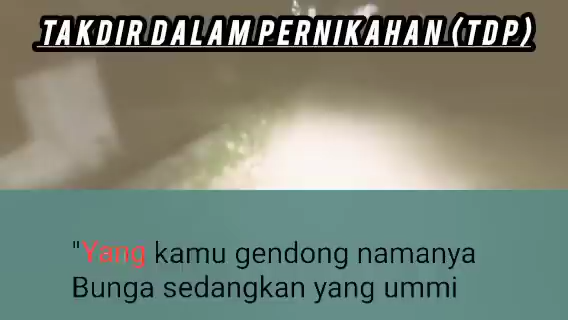 TAKDIR DALAM PERNIKAHAN (TDP)
"Yang kamu gendong namanya
Bunga sedangkan yang ummi